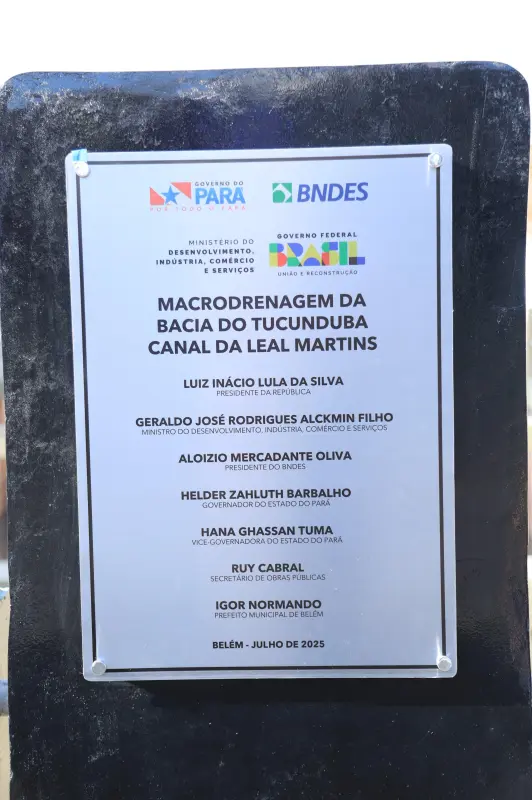 GOVERNO DO
PARÁ
POR TODO O PARÁ
BNDES
MINISTÉRIO DO
DESENVOLVIMENTO,
INDÚSTRIA, COMÉRCIO
E SERVIÇOS
GOVERNO FEDERAL
BRASIL
UNIÃO E RECONSTRUÇÃO
MACRODRENAGEM DA
BACIA DO TUCUNDUBA
CANAL DA LEAL MARTINS
LUIZ INÁCIO LULA DA SILVA
PRESIDENTE DA REPÚBLICA
GERALDO JOSÉ RODRIGUES ALCKMIN FILHO
MINISTRO DO DESENVOLVIMENTO, INDÚSTRIA, COMÉRCIO E SERVIÇOS
ALOIZIO MERCADANTE OLIVA
PRESIDENTE DO BNDES
HELDER ZAHLUTH BARBALHO
GOVERNADOR DO ESTADO DO PARÁ
HANA GHASSAN TUMA
VICE-GOVERNADORA DO ESTADO DO PARÁ
RUY CABRAL
SECRETÁRIO DE OBRAS PÚBLICAS
IGOR NORMANDO
PREFEITO MUNICIPAL DE BELÉM
BELÉM - JULHO DE 2025